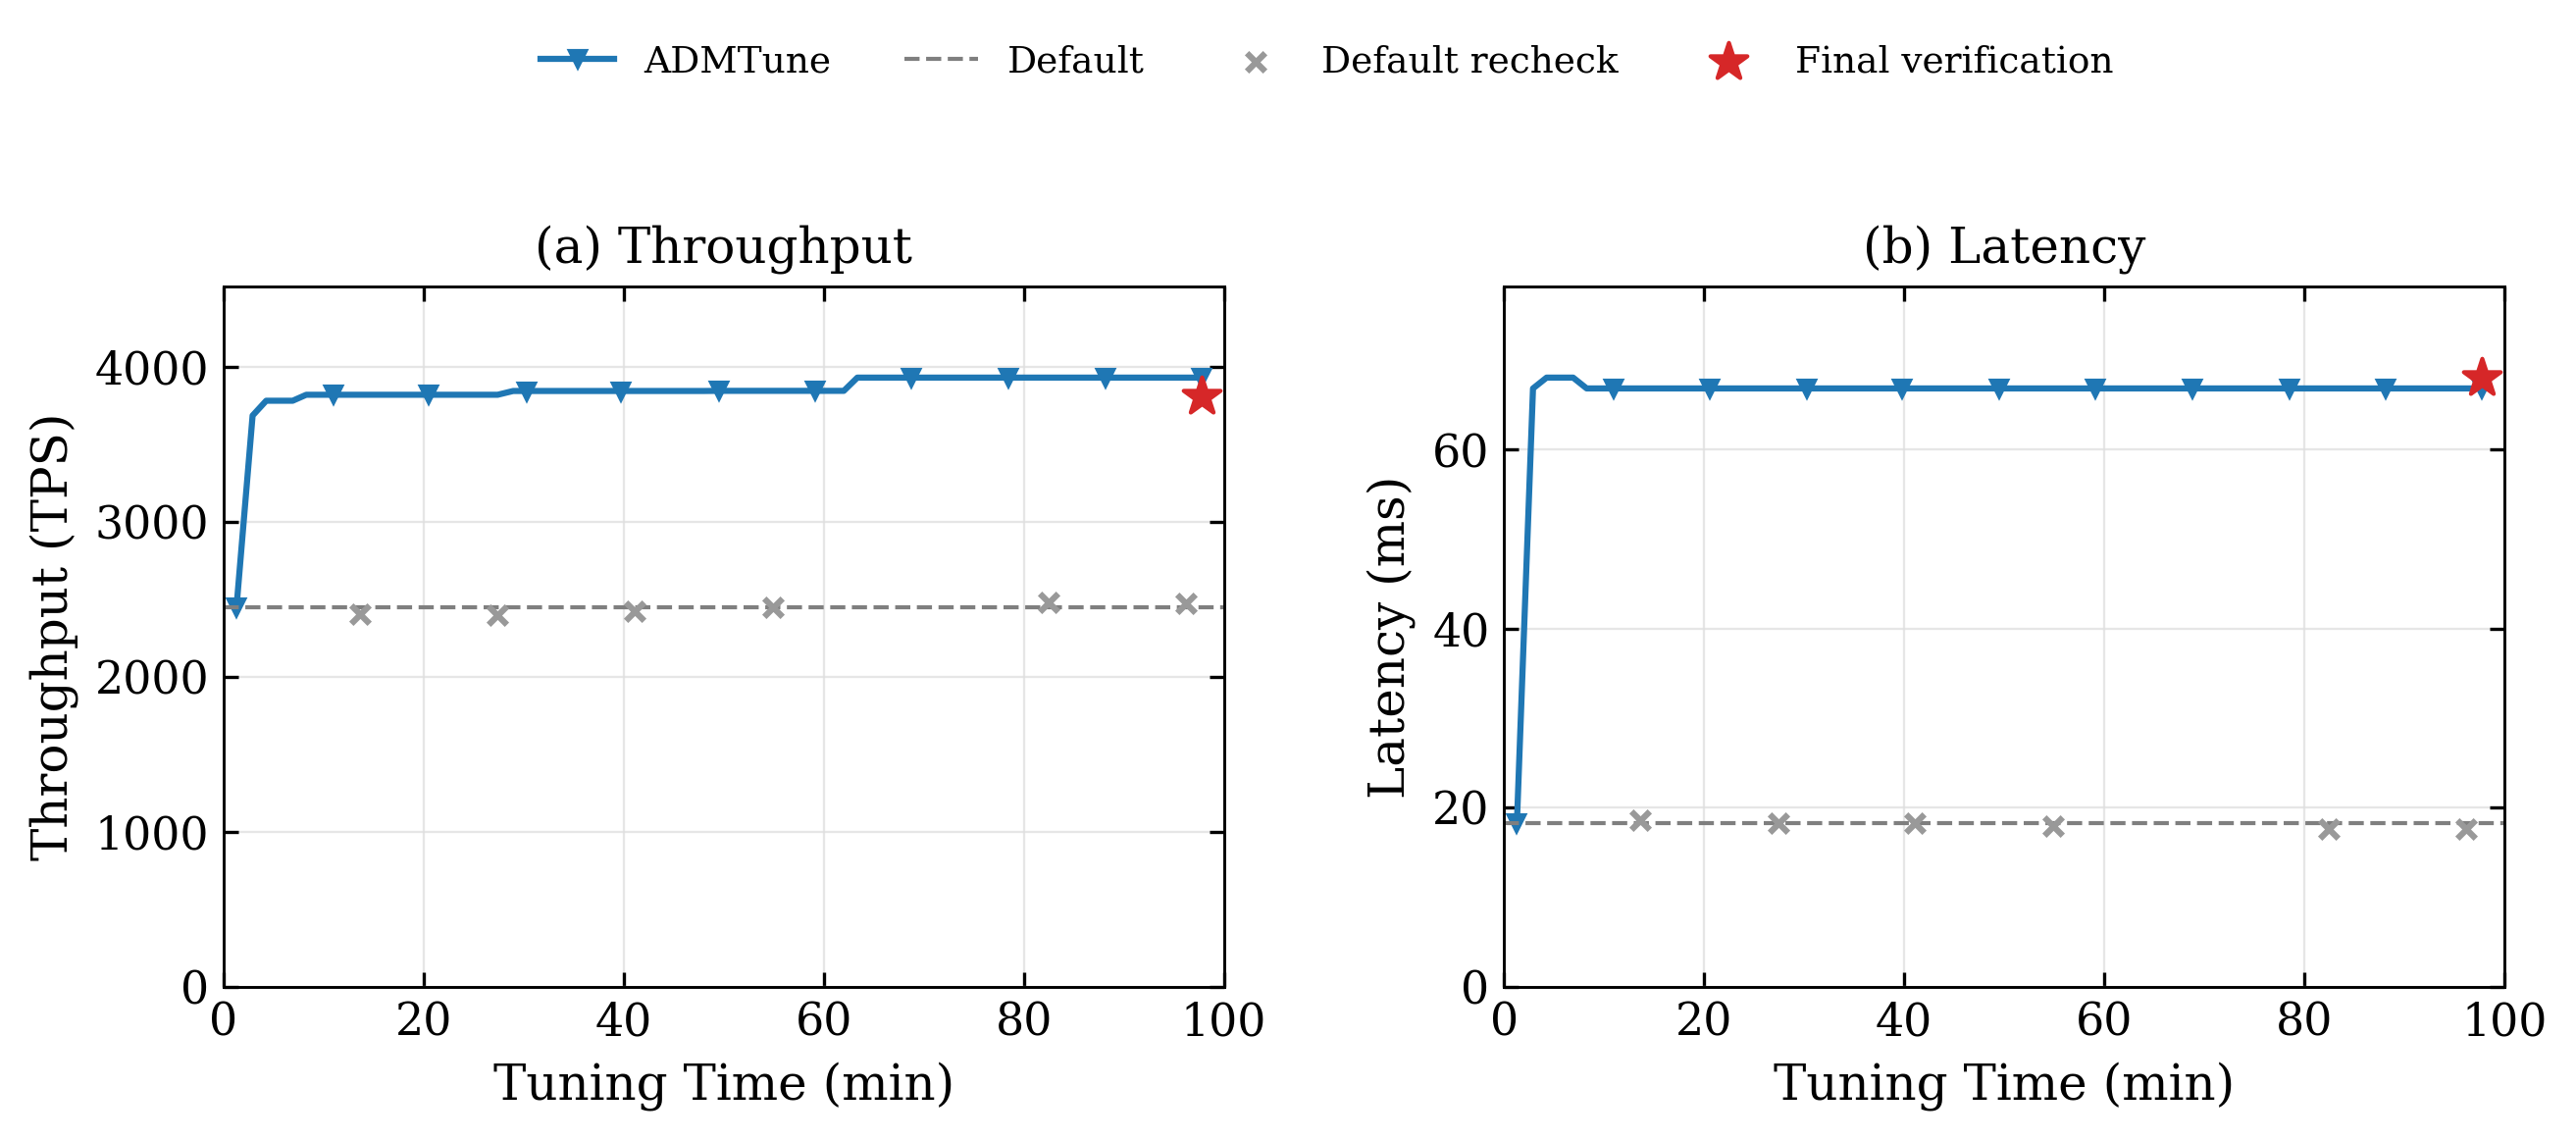 ADMTune
Default
Default recheck
Final verification
(a) Throughput
Throughput (TPS)
4000
3000
2000
1000
0
0 20 40 60 80 100
Tuning Time (min)
(b) Latency
Latency (ms)
60
40
20
0
0 20 40 60 80 100
Tuning Time (min)